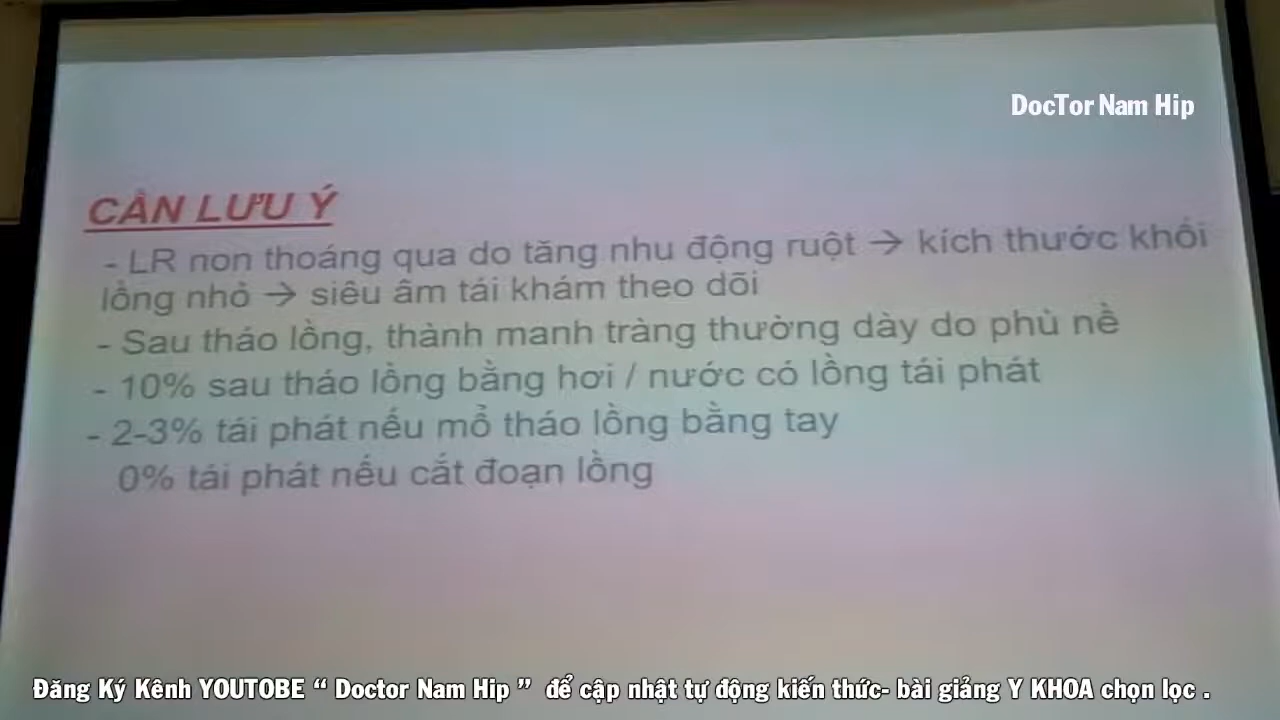 DocTor Nam Hip
CẦN LƯU Ý
- LR non thoáng qua do tăng nhu động ruột → kích thước khối
lồng nhỏ → siêu âm tái khám theo dõi
- Sau tháo lồng, thành manh tràng thường dày do phù nề
- 10% sau tháo lồng bằng hơi / nước có lồng tái phát
- 2-3% tái phát nếu mổ tháo lồng bằng tay
0% tái phát nếu cắt đoạn lồng
Đăng Ký Kênh YOUTOBE “ Doctor Nam Hip ” để cập nhật tự động kiến thức- bài giảng Y KHOA chọn lọc .